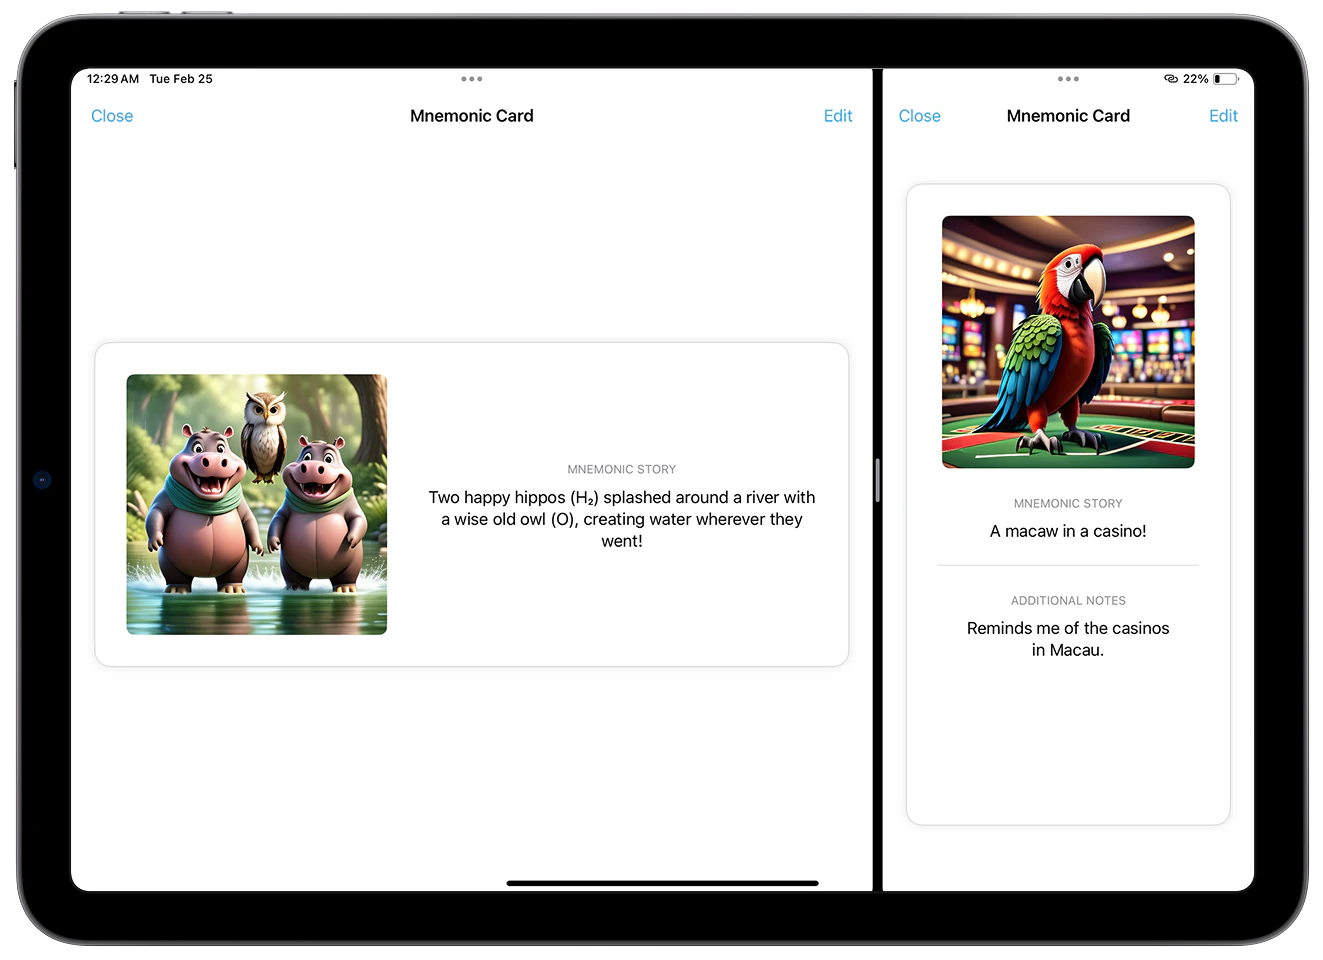 12:29 AM Tue Feb 25
Close Mnemonic Card Edit
MNEMONIC STORY
Two happy hippos (H₂) splashed around a river with
a wise old owl (O), creating water wherever they
went!
22%
Close Mnemonic Card Edit
MNEMONIC STORY
A macaw in a casino!
ADDITIONAL NOTES
Reminds me of the casinos
in Macau.